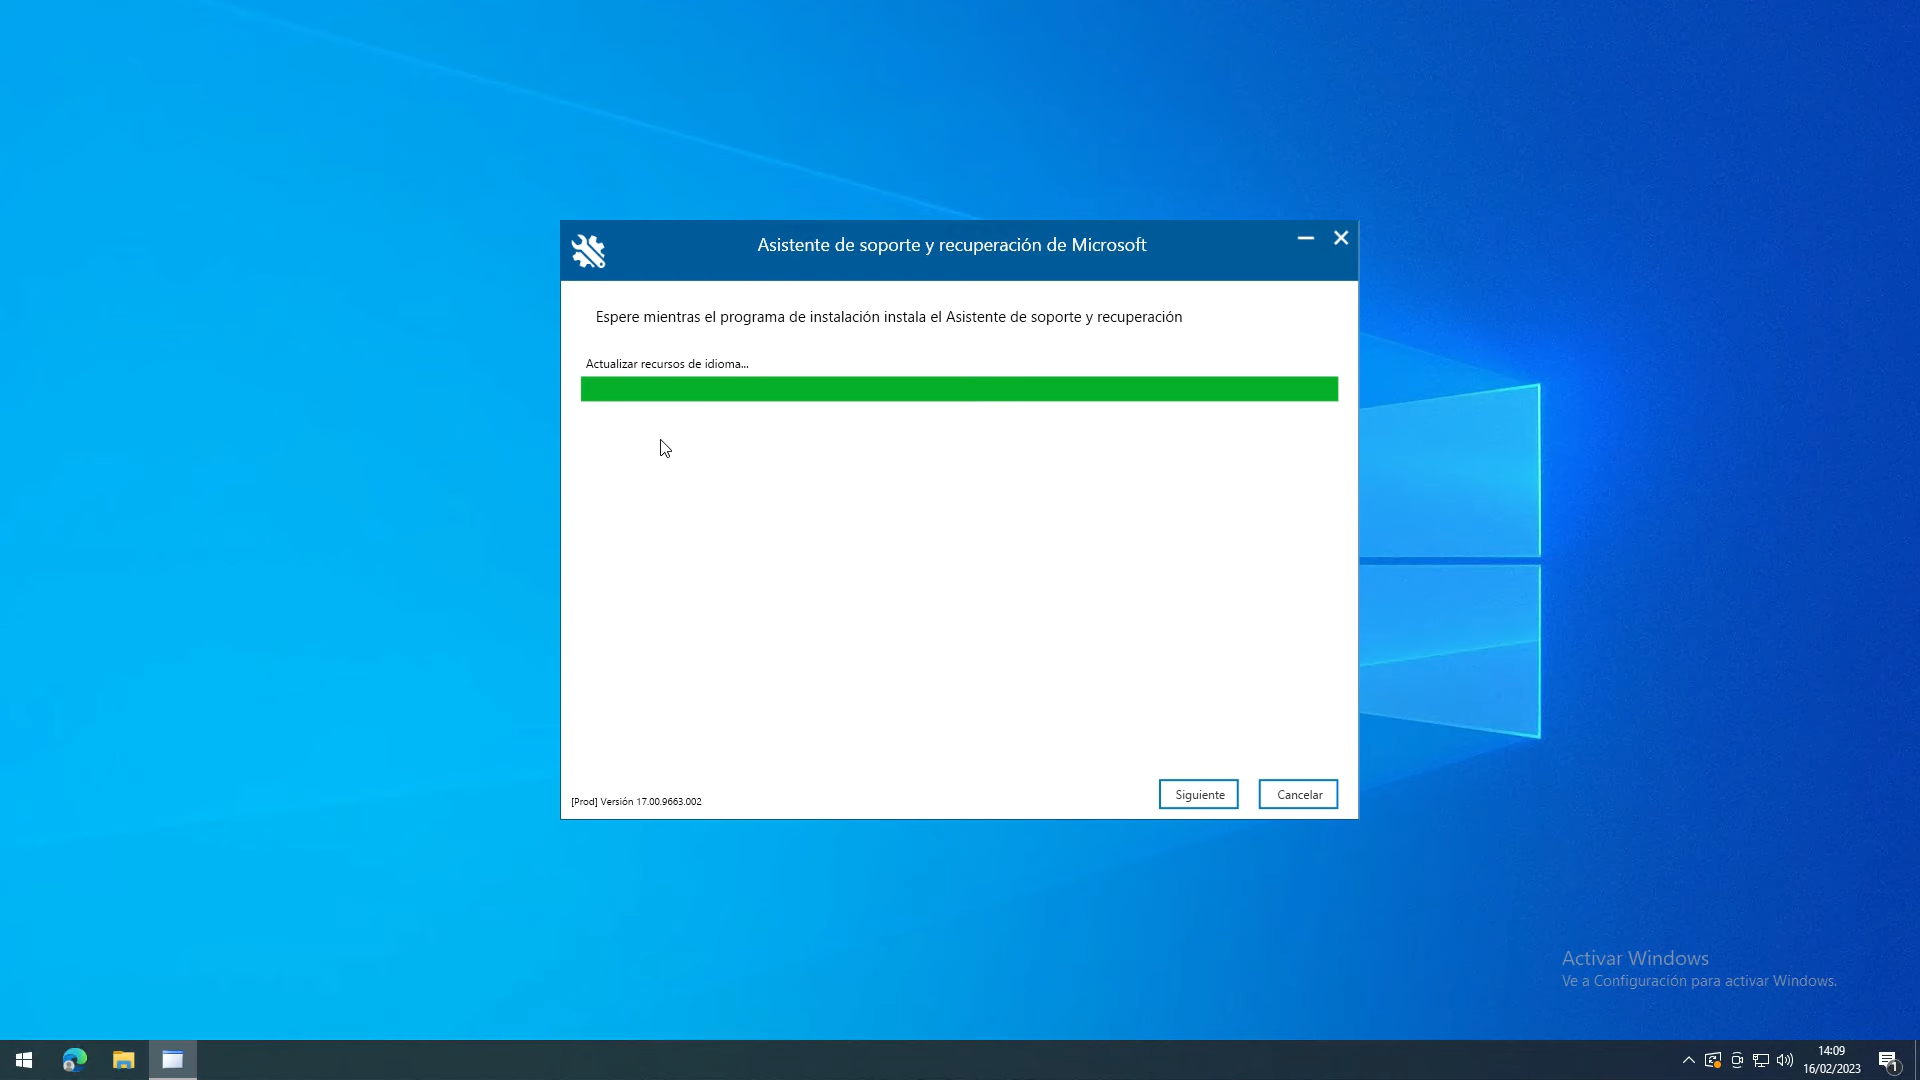 Asistente de soporte y recuperación de Microsoft
Espere mientras el programa de instalación instala el Asistente de soporte y recuperación
Actualizar recursos de idioma...
[Prod] Versión 17.00.9663.002
Siguiente
Cancelar
Activar Windows
Ve a Configuración para activar Windows.
14:09
16/02/2023
1